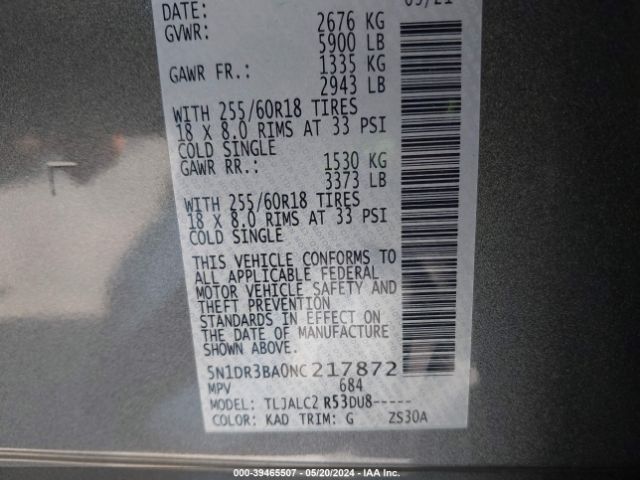 DATE: 09/21
GVWR: 2676 KG
5900 LB
GAWR FR.: 1335 KG
2943 LB
WITH 255/60R18 TIRES
18 X 8.0 RIMS AT 33 PSI
COLD SINGLE
GAWR RR.: 1530 KG
3373 LB
WITH 255/60R18 TIRES
18 X 8.0 RIMS AT 33 PSI
COLD SINGLE
THIS VEHICLE CONFORMS TO
ALL APPLICABLE FEDERAL
MOTOR VEHICLE SAFETY AND
THEFT PREVENTION
STANDARDS IN EFFECT ON
THE DATE OF MANUFACTURE
SHOWN ABOVE.
5N1DR3BA0NC217872
MPV 684
MODEL: TLJALC2 R53DU8-----
COLOR: KAD TRIM: G ZS30A
000-39465507 - 05/20/2024 - IAA Inc.